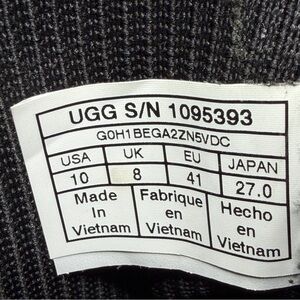 UGG S/N 1095393
G0H1BEGA2ZN5VDC
USA UK EU JAPAN
10 8 41 27.0
Made Fabrique Hecho
In en en
Vietnam Vietnam Vietnam